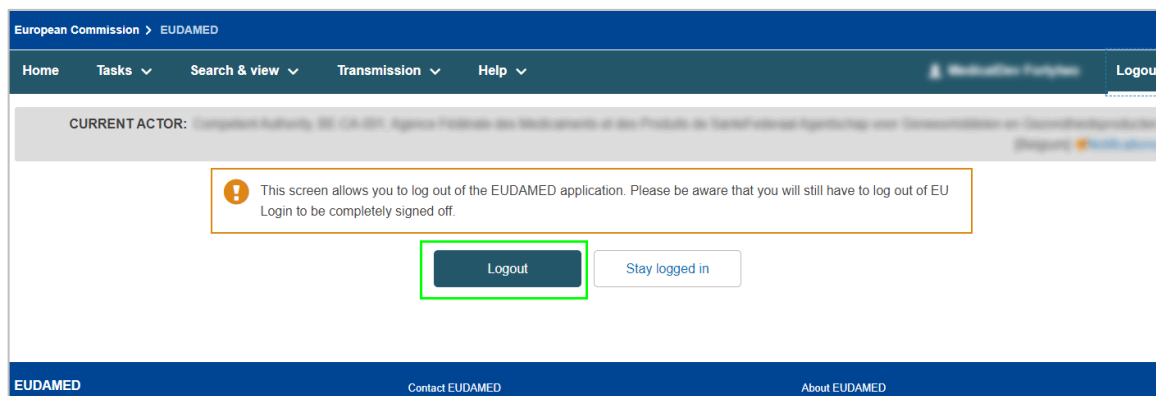 European Commission > EUDAMED
Home Tasks Search & view Transmission Help Logou
CURRENT ACTOR:
This screen allows you to log out of the EUDAMED application. Please be aware that you will still have to log out of EU
Login to be completely signed off.
Logout Stay logged in
EUDAMED Contact EUDAMED About EUDAMED